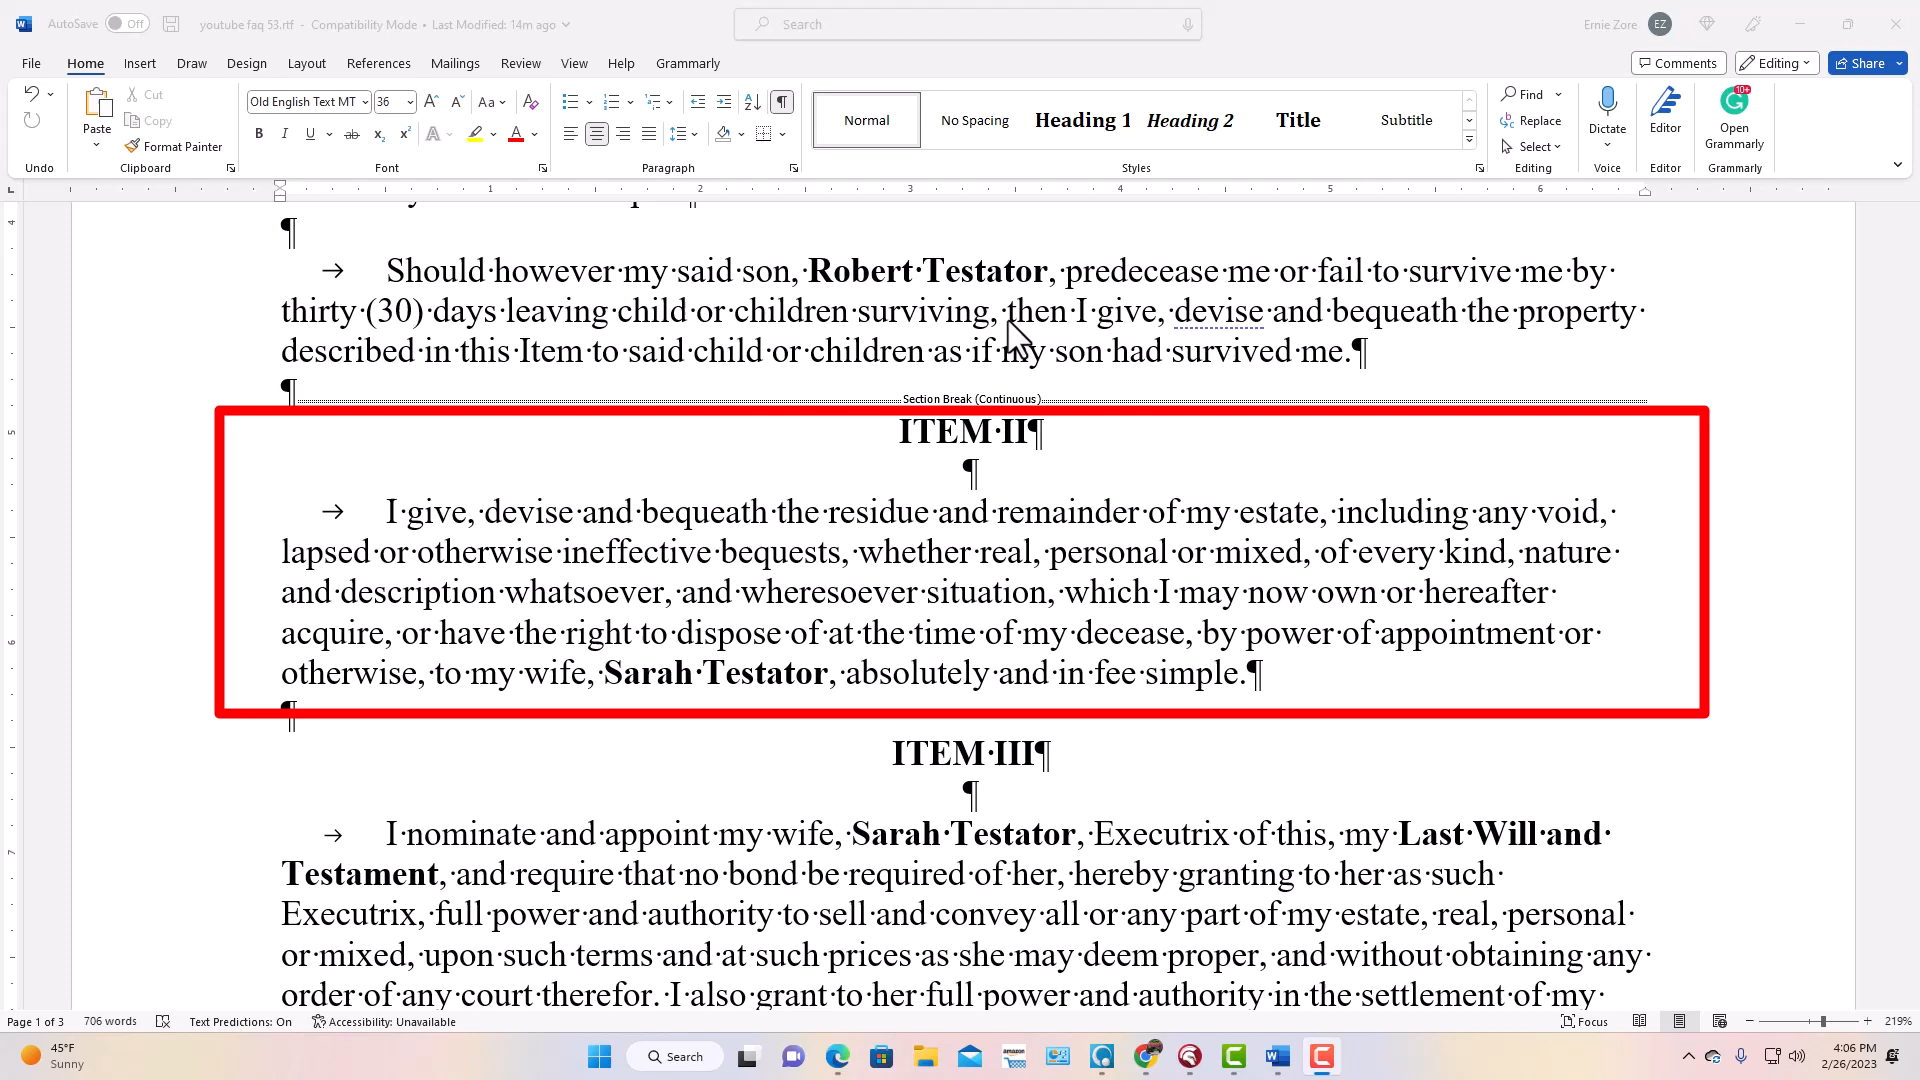 AutoSave Off youtube faq 53.rtf - Compatibility Mode • Last Modified: 14m ago Search Ernie Zore EZ
File Home Insert Draw Design Layout References Mailings Review View Help Grammarly Comments Editing Share
Undo
Paste Cut Copy Format Painter
Clipboard
Old English Text MT 36
Font
Paragraph
Normal No Spacing Heading 1 Heading 2 Title Subtitle
Styles
Find Replace Select
Editing
Dictate
Voice
Editor
Editor
10+
Open Grammarly
Grammarly
1 2 3 4 5 6
¶
→ Should·however·my·said·son,·Robert·Testator,·predecease·me·or·fail·to·survive·me·by·
thirty·(30)·days·leaving·child·or·children·surviving,·then·I·give,·devise·and·bequeath·the·property·
described·in·this·Item·to·said·child·or·children·as·if·my·son·had·survived·me.¶
¶ Section Break (Continuous)
ITEM·II¶
¶
→ I·give,·devise·and·bequeath·the·residue·and·remainder·of·my·estate,·including·any·void,·
lapsed·or·otherwise·ineffective·bequests,·whether·real,·personal·or·mixed,·of·every·kind,·nature·
and·description·whatsoever,·and·wheresoever·situation,·which·I·may·now·own·or·hereafter·
acquire,·or·have·the·right·to·dispose·of·at·the·time·of·my·decease,·by·power·of·appointment·or·
otherwise,·to·my·wife,·Sarah·Testator,·absolutely·and·in·fee·simple.¶
¶
ITEM·III¶
¶
→ I·nominate·and·appoint·my·wife,·Sarah·Testator,·Executrix·of·this,·my·Last·Will·and·
Testament,·and·require·that·no·bond·be·required·of·her,·hereby·granting·to·her·as·such·
Executrix,·full·power·and·authority·to·sell·and·convey·all·or·any·part·of·my·estate,·real,·personal·
or·mixed,·upon·such·terms·and·at·such·prices·as·she·may·deem·proper,·and·without·obtaining·any·
order·of·any·court·therefor.·I·also·grant·to·her·full·power·and·authority·in·the·settlement·of·my·
4
5
6
7
Page 1 of 3 706 words Text Predictions: On Accessibility: Unavailable Focus 219%
45°F
Sunny
Search
amazon
4:06 PM
2/26/2023